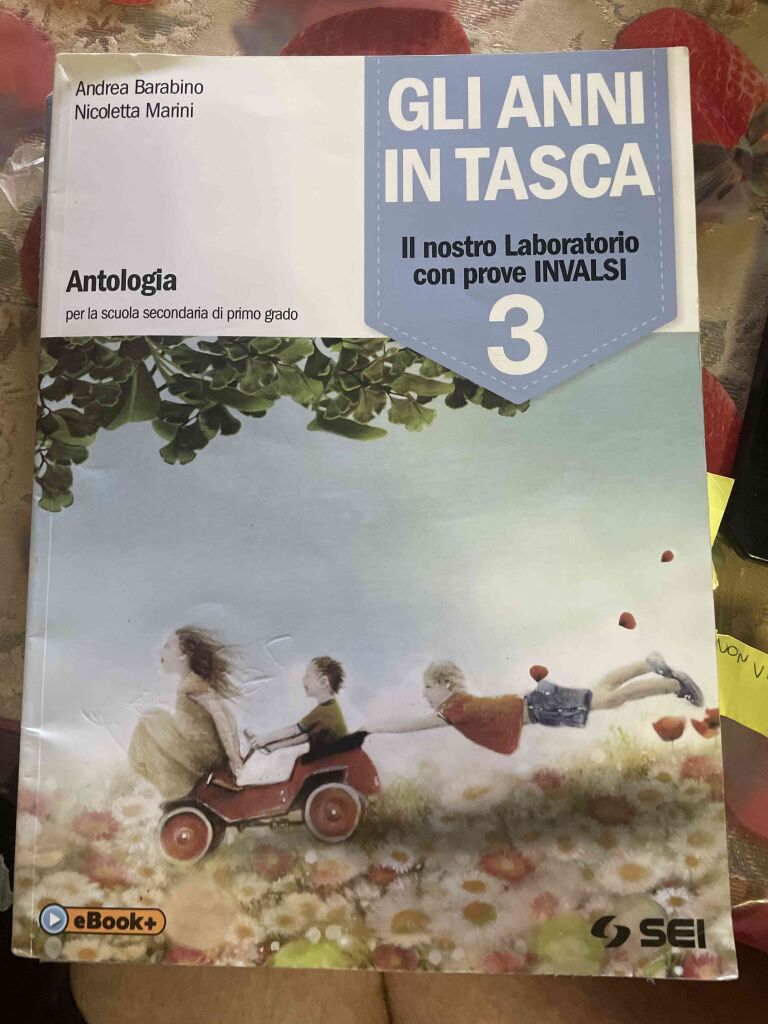 Andrea Barabino
Nicoletta Marini
GLI ANNI
IN TASCA
Il nostro Laboratorio
con prove INVALSI
3
Antologia
per la scuola secondaria di primo grado
NON
eBook+
SEI